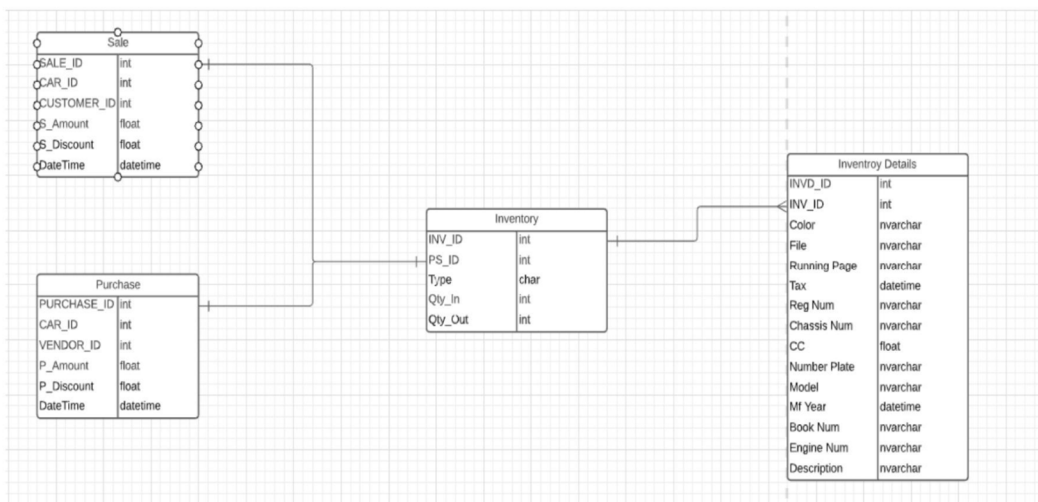 Sale
SALE_ID int
CAR_ID int
CUSTOMER_ID int
S_Amount float
S_Discount float
DateTime datetime
Purchase
PURCHASE_ID int
CAR_ID int
VENDOR_ID int
P_Amount float
P_Discount float
DateTime datetime
Inventory
INV_ID int
PS_ID int
Type char
Qty_In int
Qty_Out int
Inventroy Details
INVD_ID int
INV_ID int
Color nvarchar
File nvarchar
Running Page nvarchar
Tax datetime
Reg Num nvarchar
Chassis Num nvarchar
CC float
Number Plate nvarchar
Model nvarchar
Mf Year datetime
Book Num nvarchar
Engine Num nvarchar
Description nvarchar